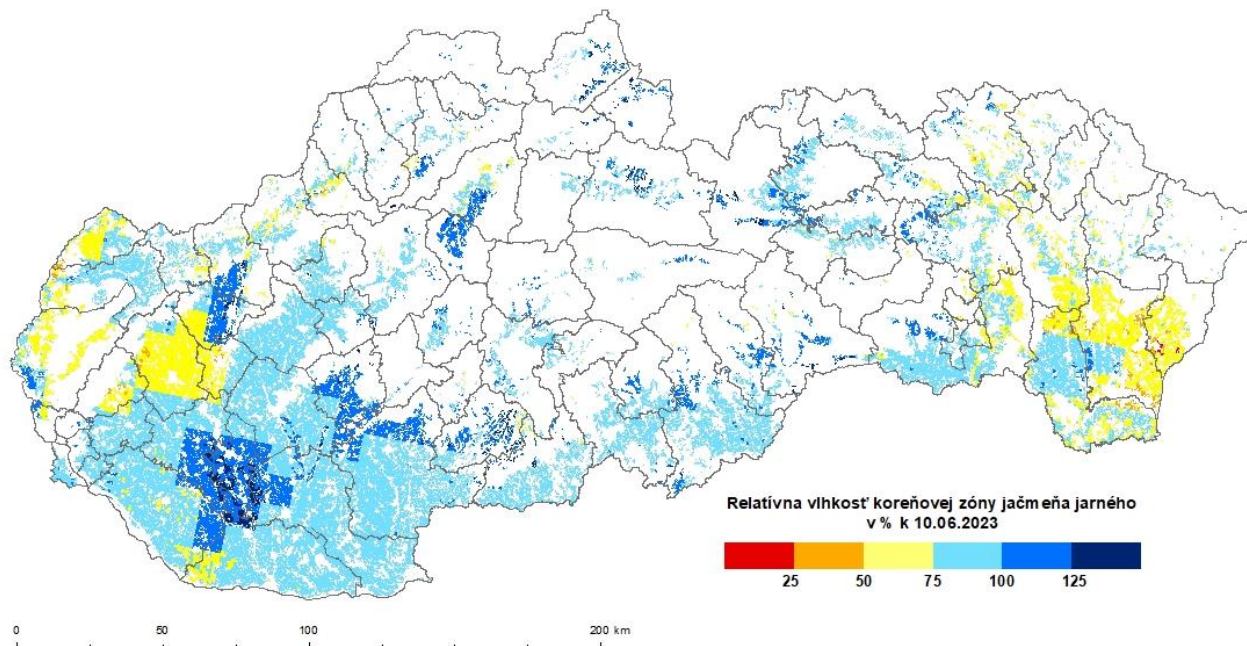 Relatívna vlhkosť koreňovej zóny jačmeňa jarného
v % k 10.06.2023
25 50 75 100 125
0 50 100 200 km